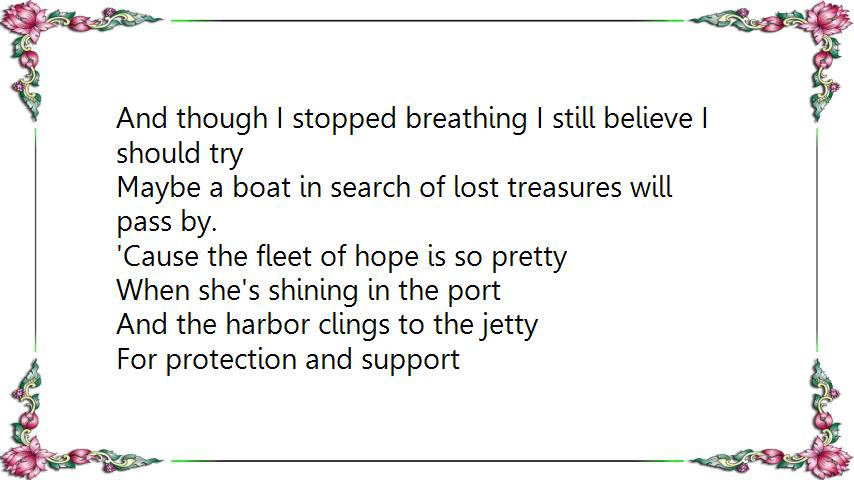 And though I stopped breathing I still believe I
should try
Maybe a boat in search of lost treasures will
pass by.
'Cause the fleet of hope is so pretty
When she's shining in the port
And the harbor clings to the jetty
For protection and support